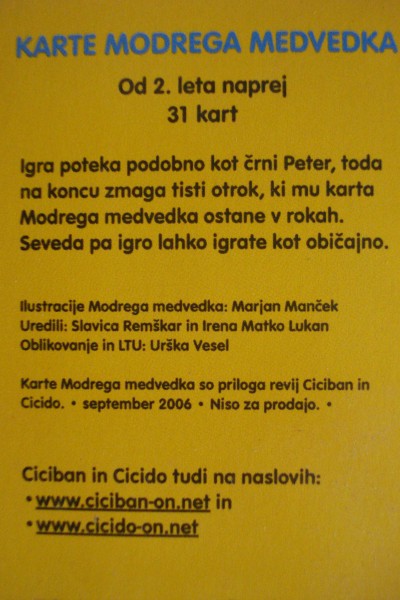 KARTE MODREGA MEDVEDKA
Od 2. leta naprej
31 kart
Igra poteka podobno kot črni Peter, toda
na koncu zmaga tisti otrok, ki mu karta
Modrega medvedka ostane v rokah.
Seveda pa igro lahko igrate kot običajno.
Ilustracije Modrega medvedka: Marjan Manček
Uredili: Slavica Remškar in Irena Matko Lukan
Oblikovanje in LTU: Urška Vesel
Karte Modrega medvedka so priloga revij Ciciban in
Cicido. • september 2006 • Niso za prodajo. •
Ciciban in Cicido tudi na naslovih:
• www.ciciban-on.net in
• www.cicido-on.net